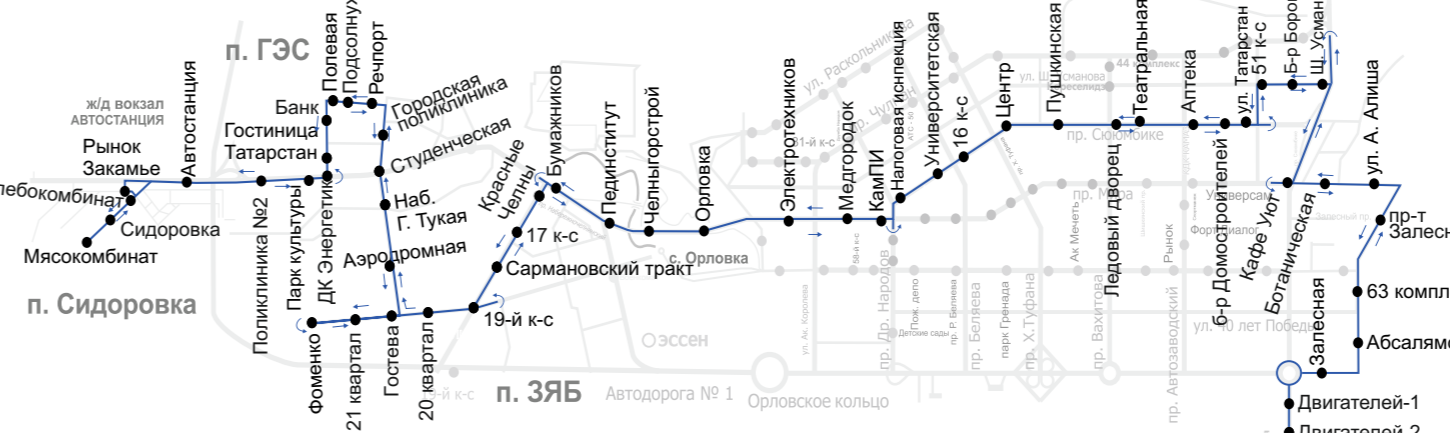 п. ГЭС
ж/д вокзал
АВТОСТАНЦИЯ
Рынок
Закамье
Сидоровка
Мясокомбинат
п. Сидоровка
Автостанция
Поликлиника №2
Парк культуры
ДК Энергетик
Гостиница
Татарстан
Банк
Полевая
Речпорт
Городская
поликлиника
Студенческая
Наб.
Г. Тукая
Аэродромная
Фоменко
21 квартал
Гостева
20 квартал
19-й к-с
19-й к-с
Сармановский тракт
17 к-с
Красные
Челны
Бумажников
Пединститут
Челныгорстрой
Орловка
с. Орловка
п. ЗЯБ
ЭССЕН
Автодорога № 1
Орловское кольцо
Электротехников
Медгородок
КамПИ
Налоговая инспекция
Университетская
16 к-с
Центр
Пушкинская
Театральная
Ледовый дворец
Аптека
б-р Домостроителей
ул. Татарстан
51 к-с
Кафе Уют
Ботаническая
ул. А. Алиша
пр-т
63 компл
Залесная
Двигателей-1
Двигателей-2
ул. Раскольникова
пр. Сююмбике
пр. Мира
58-й к-с
ул. Ак. Королева
пр. Др. Народов
Пож. депо
Детские сады
пр. Р. Беляева
пр. Беляева
парк Гренада
пр. Х.Туфана
Ак Мечеть
пр. Вахитова
Рынок
пр. Автозаводский
ул. 40 лет Победы
Форт диалог
Залесный пр.